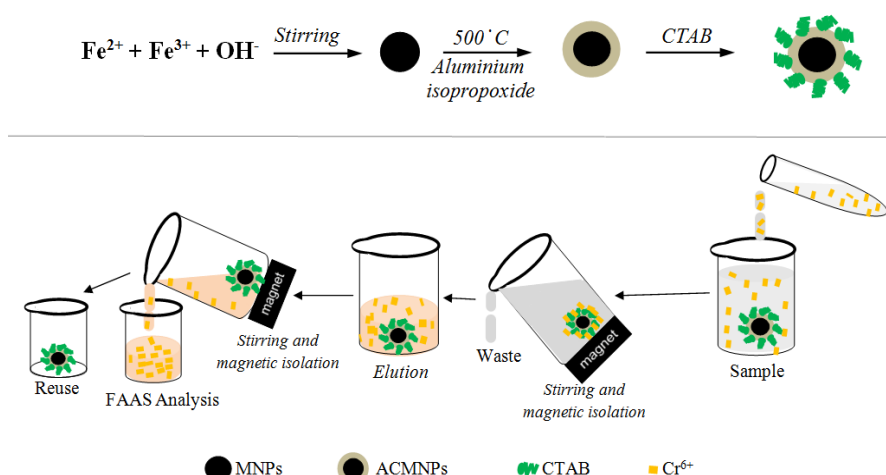 Fe2+ + Fe3+ + OH-
Stirring
500˙C
Aluminium
isopropoxide
CTAB
magnet
magnet
Stirring and
magnetic isolation
Reuse
FAAS Analysis
Elution
Waste
Stirring and
magnetic isolation
Sample
MNPs
ACMNPs
CTAB
Cr6+